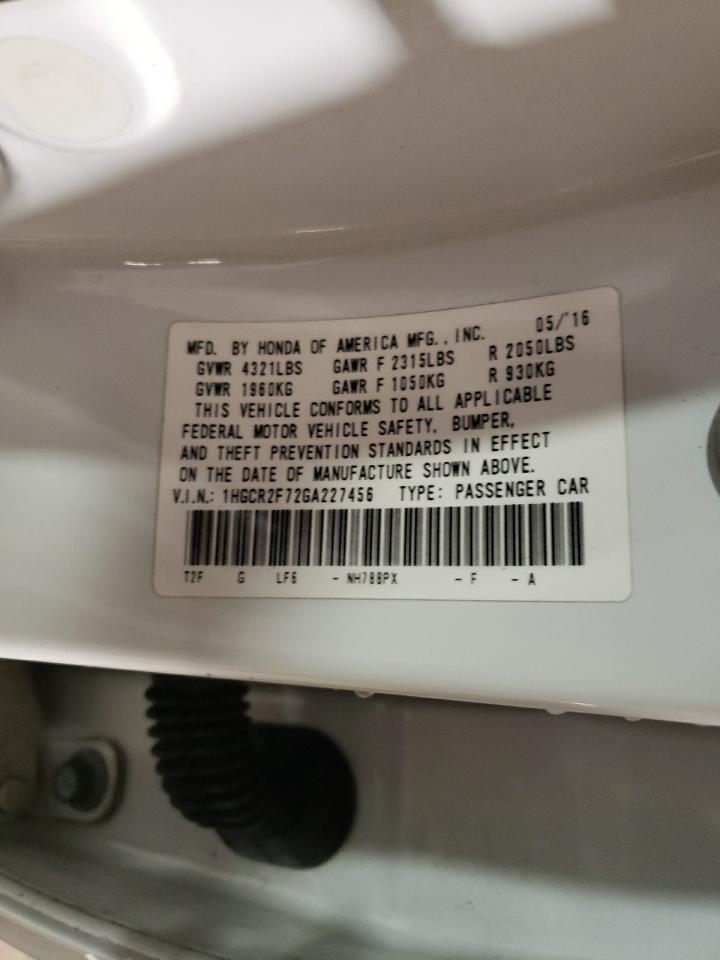 MFD. BY HONDA OF AMERICA MFG., INC. 05/'16
GVWR 4321LBS GAWR F 2315LBS R 2050LBS
GVWR 1960KG GAWR F 1050KG R 930KG
THIS VEHICLE CONFORMS TO ALL APPLICABLE
FEDERAL MOTOR VEHICLE SAFETY, BUMPER,
AND THEFT PREVENTION STANDARDS IN EFFECT
ON THE DATE OF MANUFACTURE SHOWN ABOVE.
V.I.N.: 1HGCR2F72GA227456 TYPE: PASSENGER CAR
T2F G LF6 - NH788PX - F - A